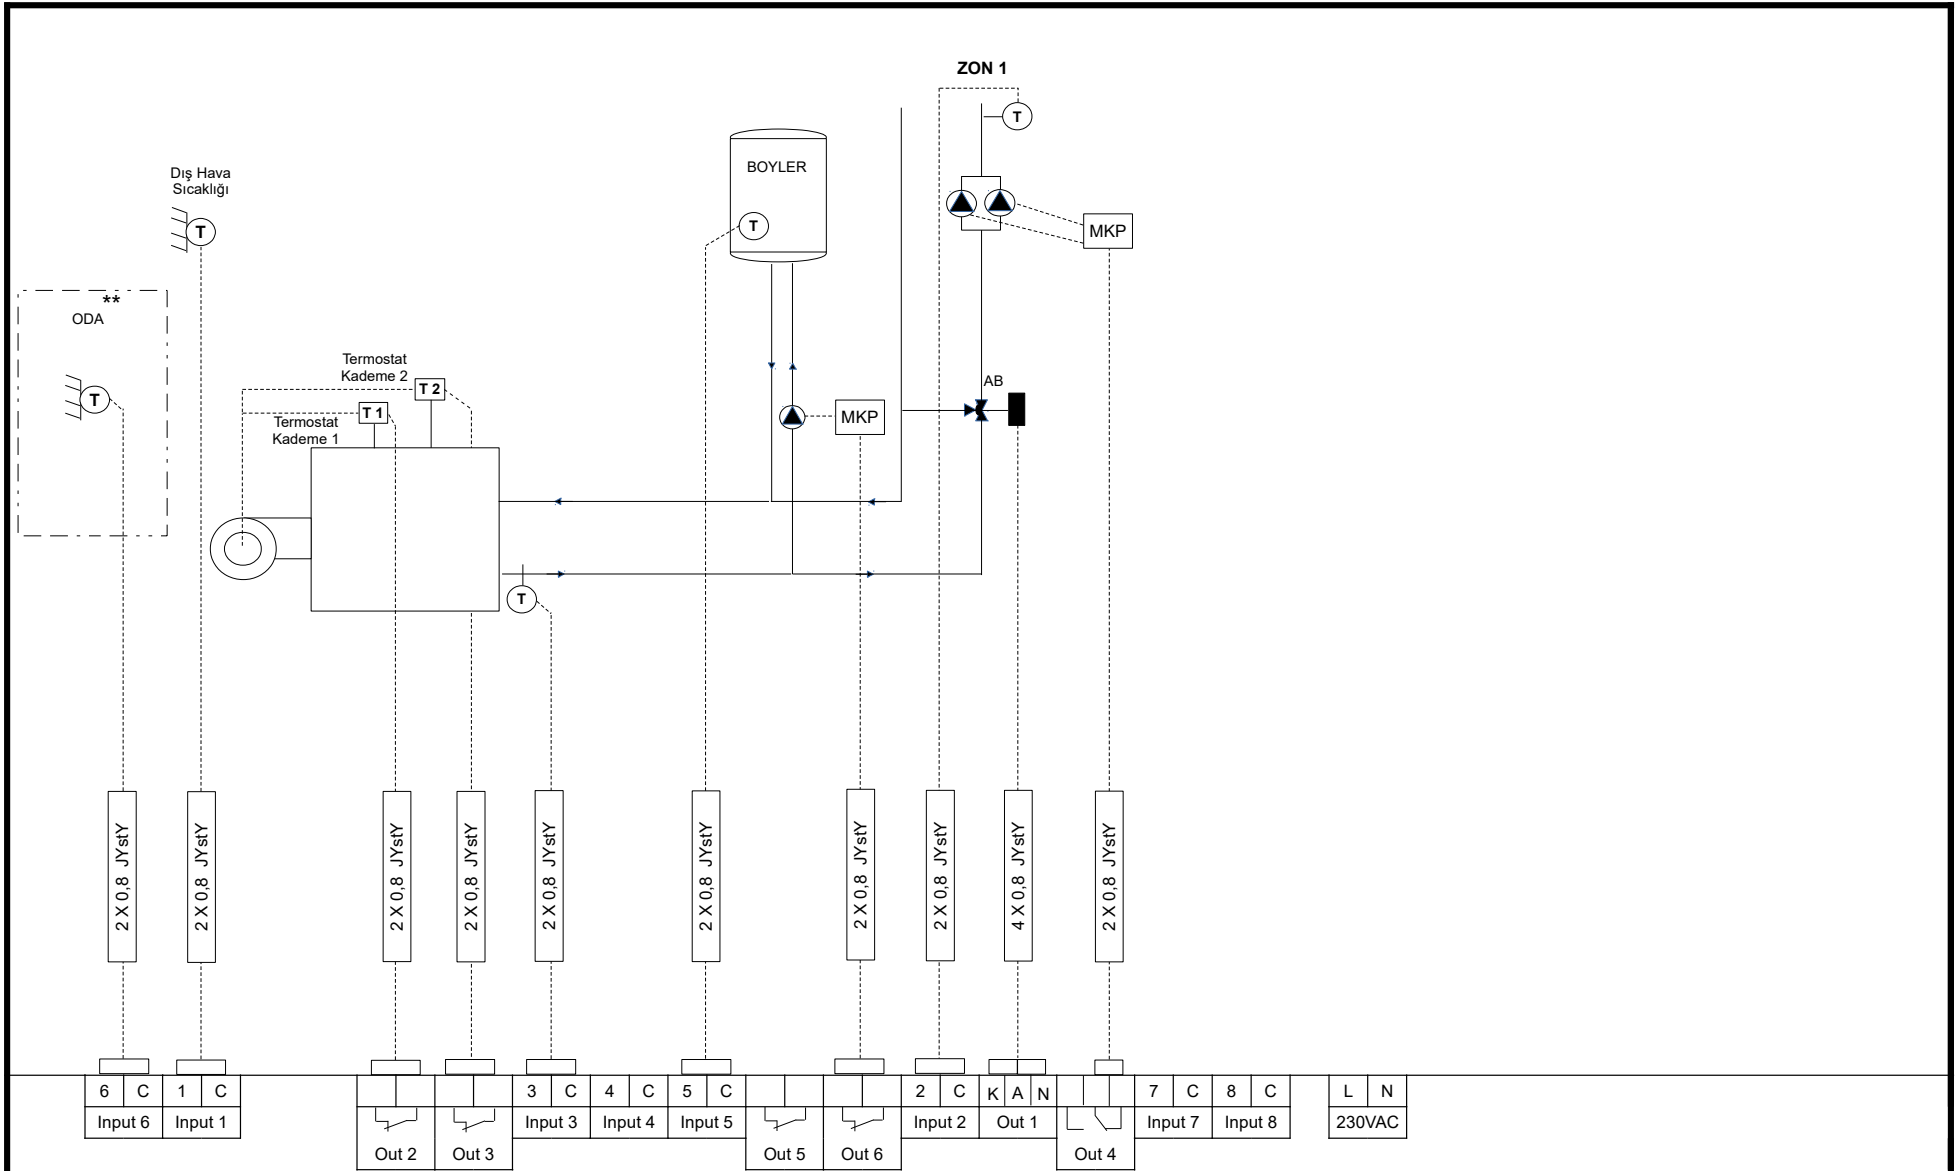 ZON 1
T
BOYLER
T
Dış Hava
Sıcaklığı
T
MKP
**
ODA
T
Termostat
Kademe 2
T 2
T 1
Termostat
Kademe 1
AB
MKP
T
2 X 0,8 JYstY
2 X 0,8 JYstY
2 X 0,8 JYstY
2 X 0,8 JYstY
2 X 0,8 JYstY
2 X 0,8 JYstY
2 X 0,8 JYstY
2 X 0,8 JYstY
4 X 0,8 JYstY
2 X 0,8 JYstY
6 C 1 C 3 C 4 C 5 C 2 C K A N 7 C 8 C L N
Input 6 Input 1 Input 3 Input 4 Input 5 Input 2 Out 1 Input 7 Input 8 230VAC
Out 2 Out 3 Out 5 Out 6 Out 4